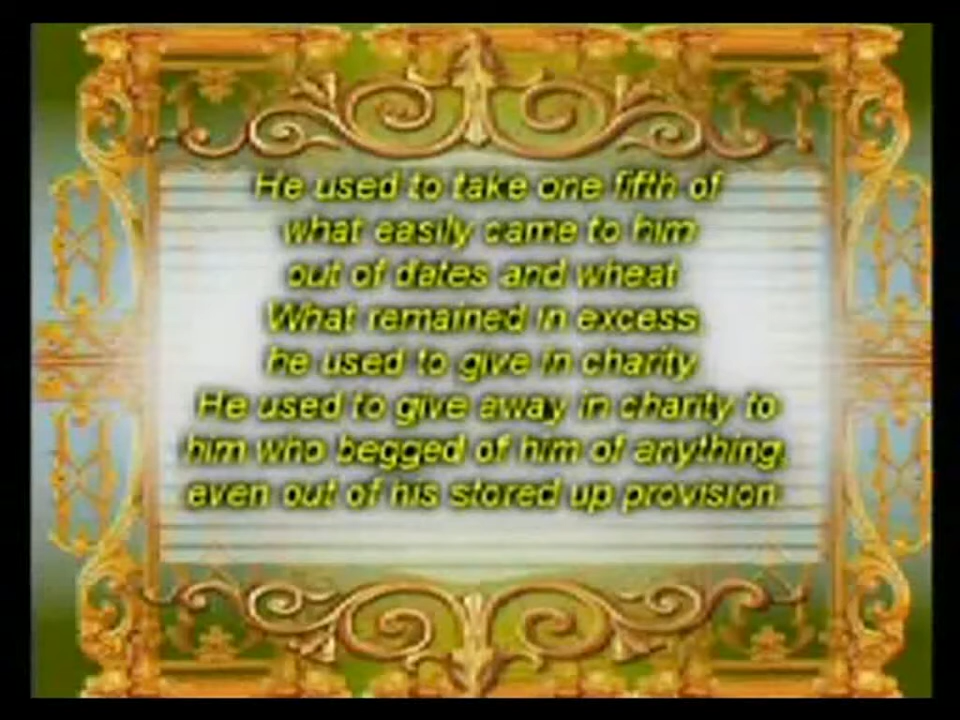 He used to take one fifth of
what easily came to him
out of dates and wheat
What remained in excess,
he used to give in charity
He used to give away in charity to
him who begged of him of anything,
even out of his stored up provision.